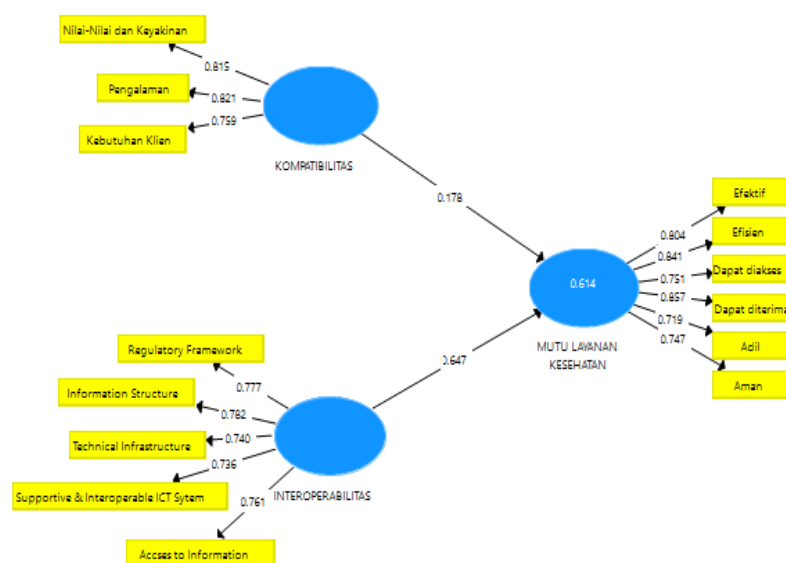 Nilai-Nilai dan Keyakinan
0.815
Pengalaman
0.821
Kebutuhan Klien
0.759
KOMPATIBILITAS
0.178
Efektif
0.804
Efisien
0.841
Dapat diakses
0.751
0.614
0.857
Dapat diterima
0.719
Adil
0.747
Aman
MUTU LAYANAN
KESEHATAN
0.647
Regulatory Framework
0.777
Information Structure
0.782
Technical Infrastructure
0.740
0.736
Supportive & Interoperable ICT Sytem
0.761
INTEROPERABILITAS
Accses to Information